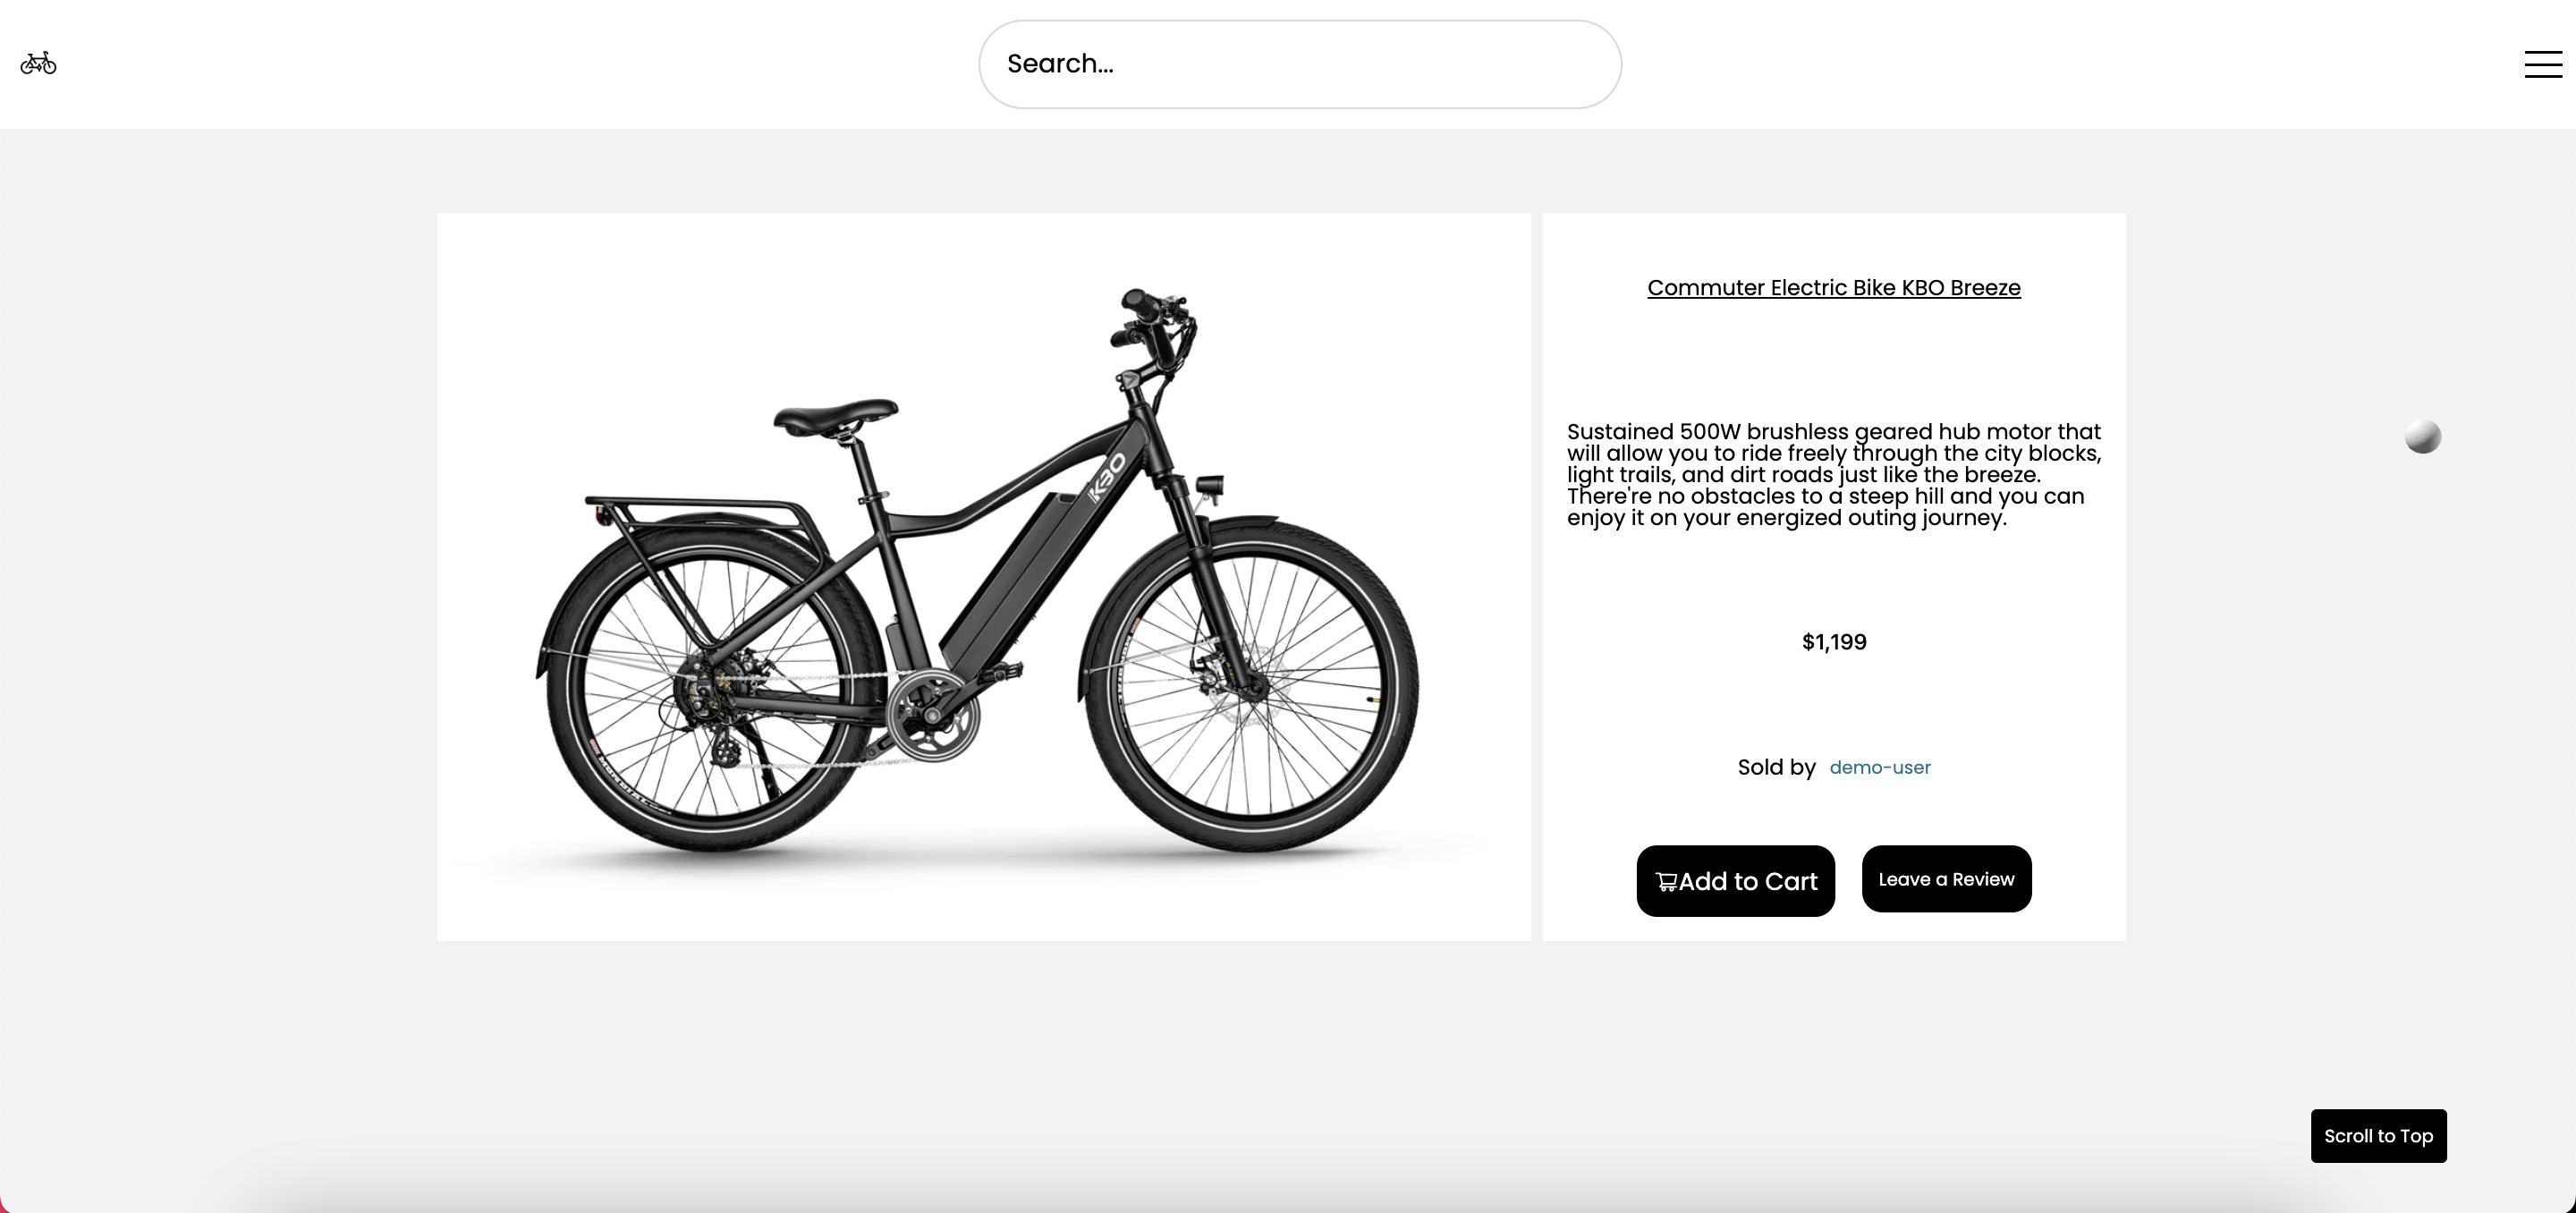 Search...
Commuter Electric Bike KBO Breeze
KBO
Sustained 500W brushless geared hub motor that
will allow you to ride freely through the city blocks,
light trails, and dirt roads just like the breeze.
There're no obstacles to a steep hill and you can
enjoy it on your energized outing journey.
$1,199
Sold by demo-user
Add to Cart
Leave a Review
Scroll to Top